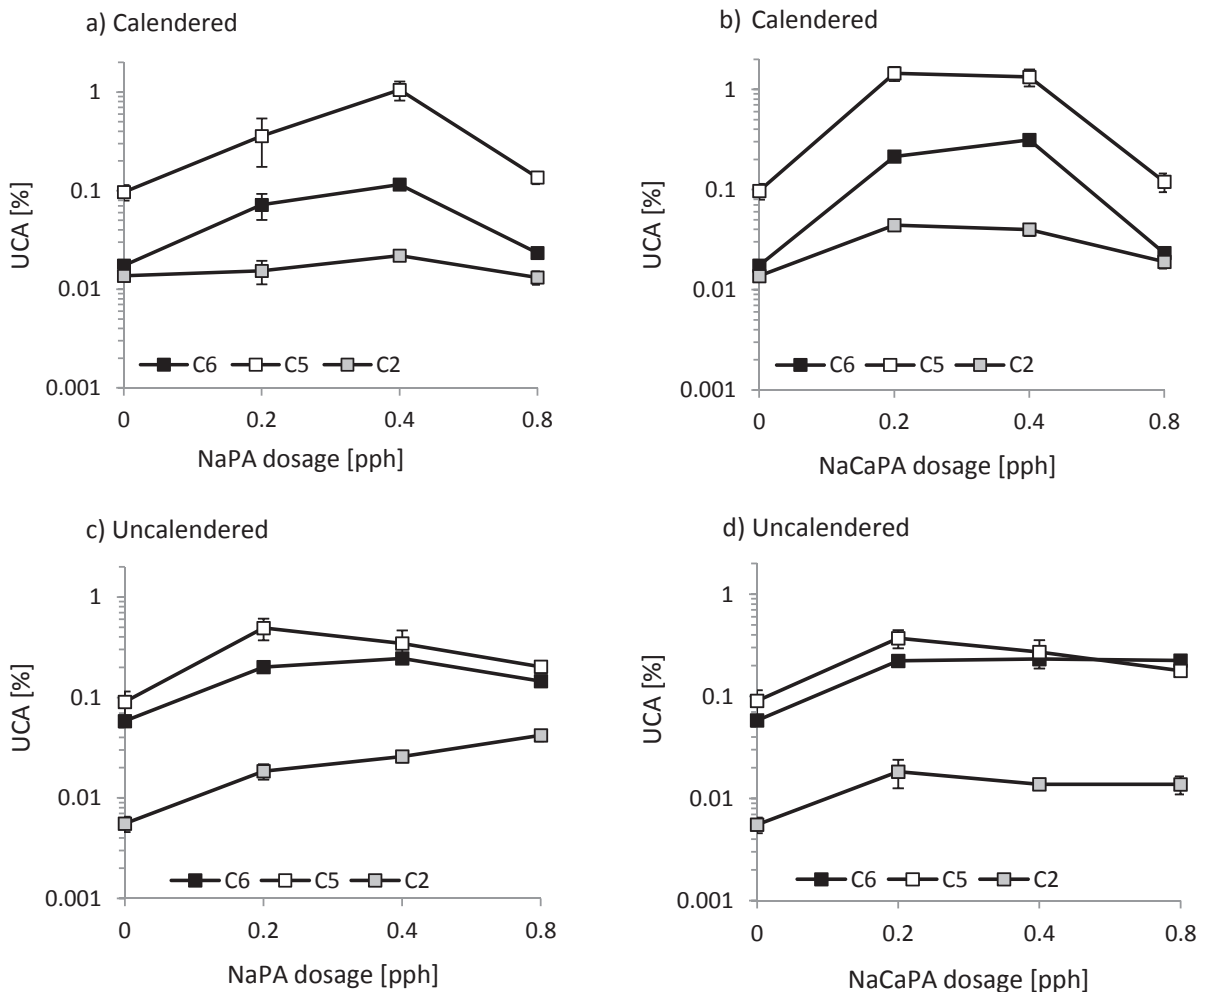 a) Calendered
1
0.1
0.01
0.001
UCA [%]
C6 C5 C2
0 0.2 0.4 0.8
NaPA dosage [pph]
b) Calendered
1
0.1
0.01
0.001
UCA [%]
C6 C5 C2
0 0.2 0.4 0.8
NaCaPA dosage [pph]
c) Uncalendered
1
0.1
0.01
0.001
UCA [%]
C6 C5 C2
0 0.2 0.4 0.8
NaPA dosage [pph]
d) Uncalendered
1
0.1
0.01
0.001
UCA [%]
C6 C5 C2
0 0.2 0.4 0.8
NaCaPA dosage [pph]